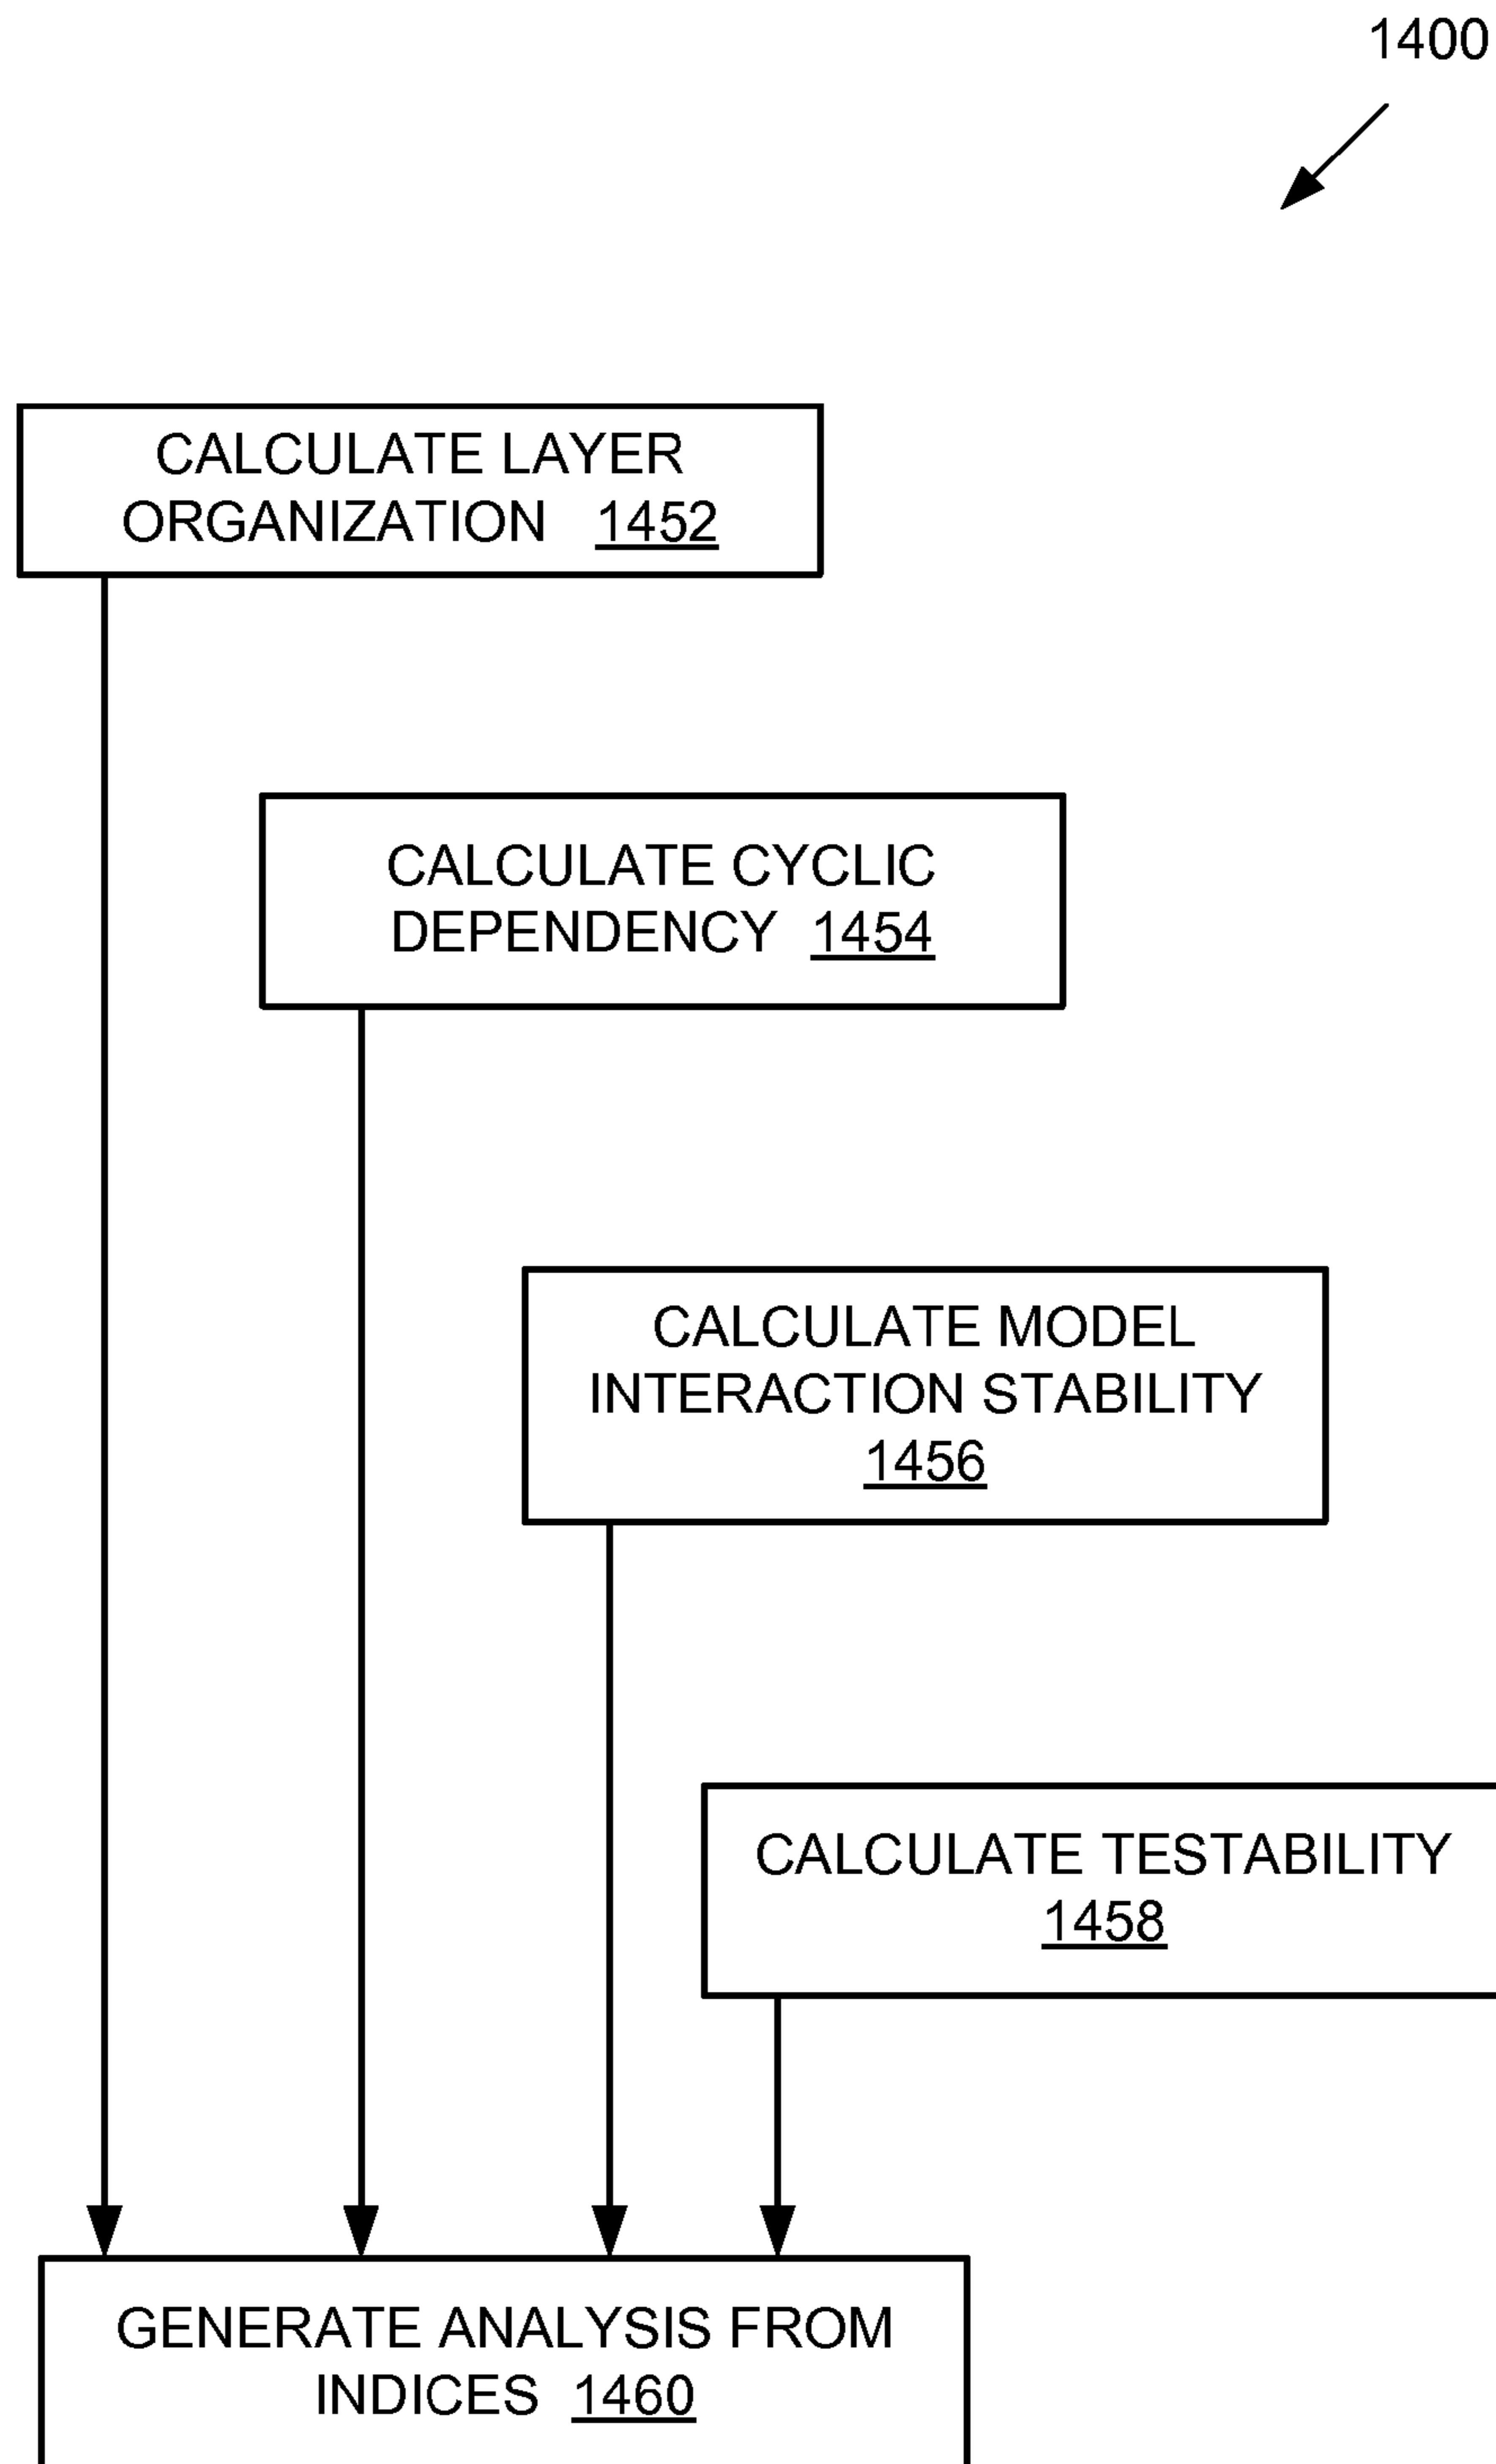 1400
CALCULATE LAYER
ORGANIZATION 1452
CALCULATE CYCLIC
DEPENDENCY 1454
CALCULATE MODEL
INTERACTION STABILITY
1456
CALCULATE TESTABILITY
1458
GENERATE ANALYSIS FROM
INDICES 1460